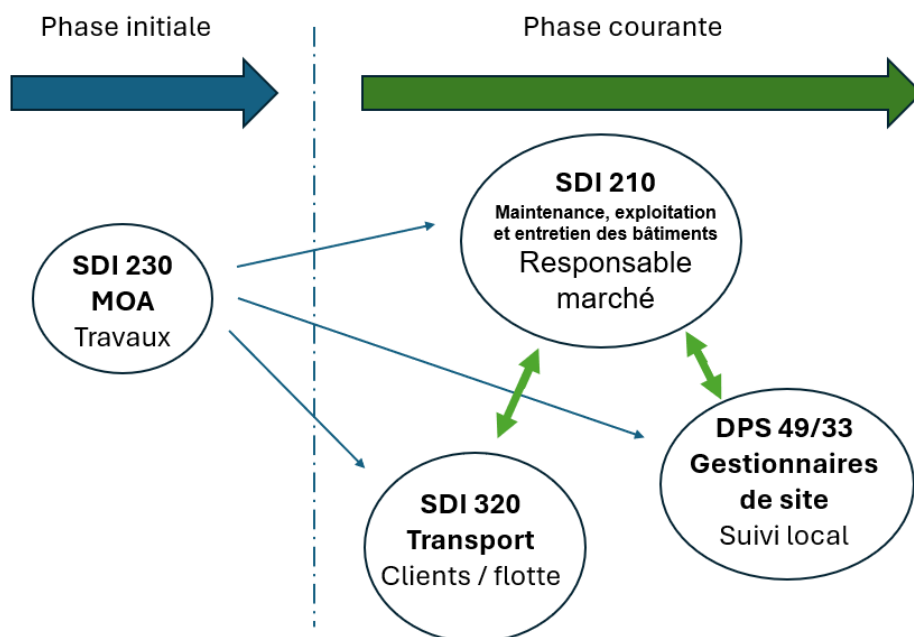 Phase initiale
Phase courante
SDI 230
MOA
Travaux
SDI 210
Maintenance, exploitation
et entretien des bâtiments
Responsable
marché
SDI 320
Transport
Clients / flotte
DPS 49/33
Gestionnaires
de site
Suivi local